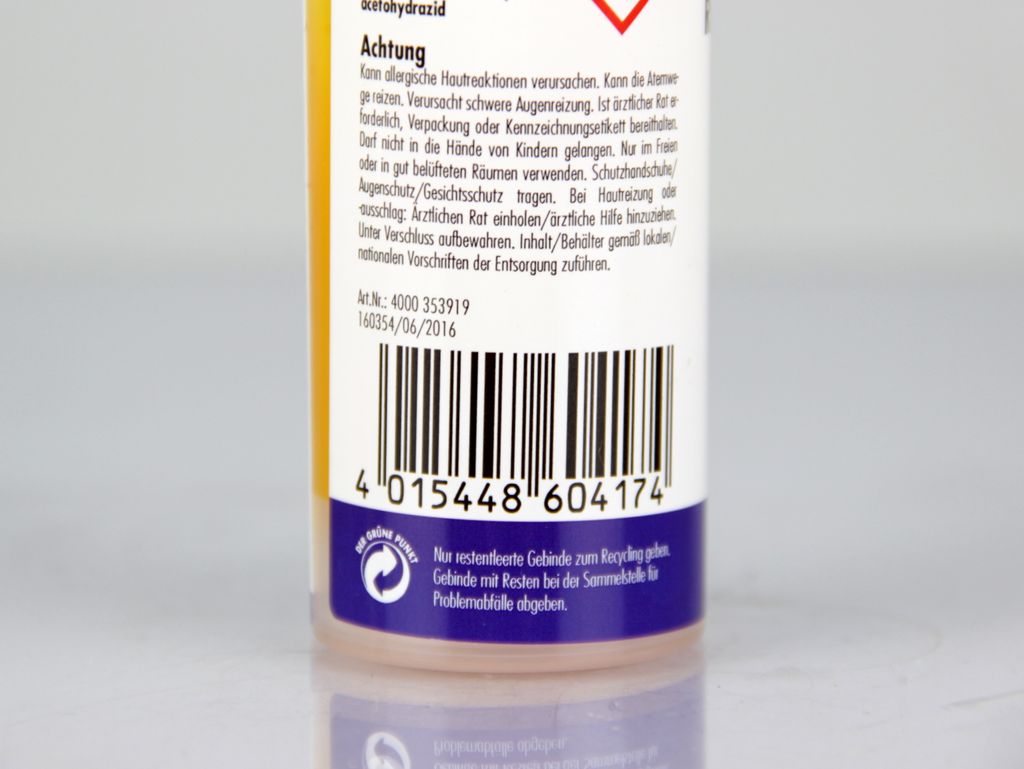 acetohydrazid
Achtung
Kann allergische Hautreaktionen verursachen. Kann die Atemwe-
ge reizen. Verursacht schwere Augenreizung. Ist ärztlicher Rat er-
forderlich, Verpackung oder Kennzeichnungsetikett bereithalten.
Darf nicht in die Hände von Kindern gelangen. Nur im Freien
oder in gut belüfteten Räumen verwenden. Schutzhandschuhe/
Augenschutz/Gesichtsschutz tragen. Bei Hautreizung oder
-ausschlag: Ärztlichen Rat einholen/ärztliche Hilfe hinzuziehen.
Unter Verschluss aufbewahren. Inhalt/Behälter gemäß lokalen/
nationalen Vorschriften der Entsorgung zuführen.
Art.Nr.: 4000 353919
160354/06/2016
4 015448 604174
DER GRÜNE PUNKT
Nur restentleerte Gebinde zum Recycling geben.
Gebinde mit Resten bei der Sammelstelle für
Problemabfälle abgeben.